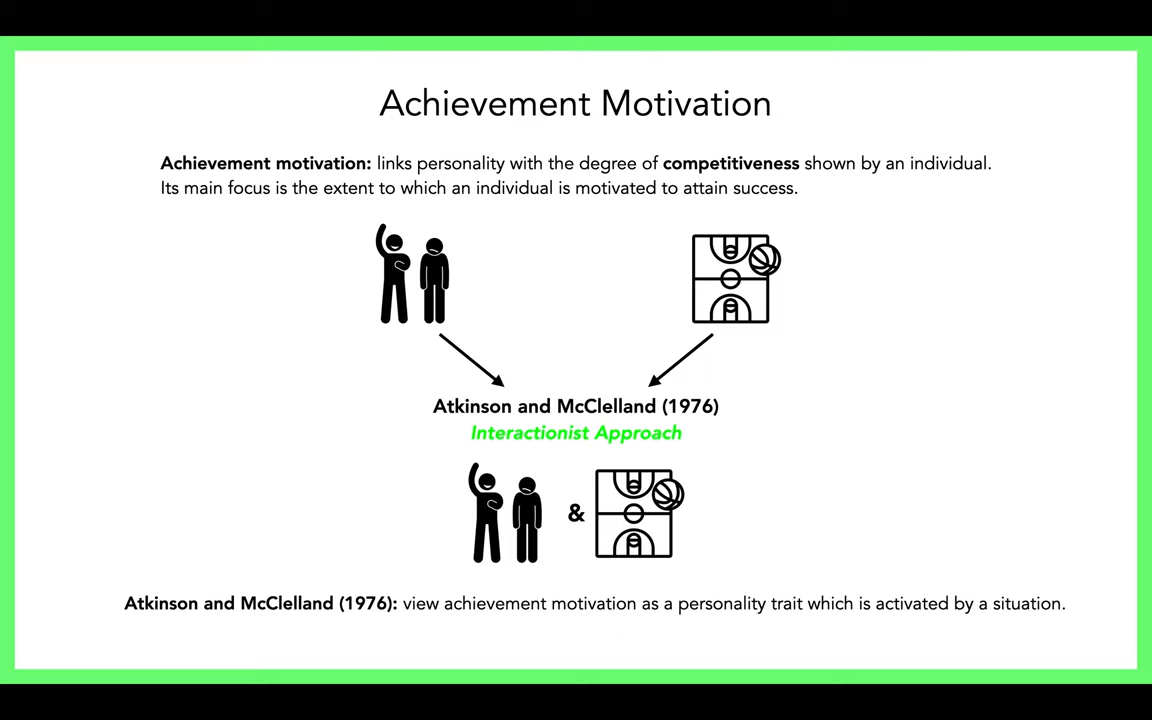 Achievement Motivation
Achievement motivation: links personality with the degree of competitiveness shown by an individual.
Its main focus is the extent to which an individual is motivated to attain success.
Atkinson and McClelland (1976)
Interactionist Approach
&
Atkinson and McClelland (1976): view achievement motivation as a personality trait which is activated by a situation.